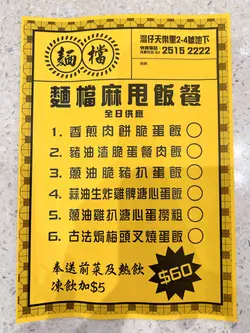 麵檔
灣仔天樂里2-4號地下
2515 2222
麵檔麻甩飯餐
全日供應
1. 香煎肉餅脆蛋飯
2. 豬油渣脆蛋餐肉飯
3. 蔥油脆豬扒蛋飯
4. 蒜油生炸雞髀溏心蛋飯
5. 蔥油雞扒溏心蛋撈粗
6. 古法焗梅頭叉燒蛋飯
奉送前菜及熱飲
凍飲加$5
$60